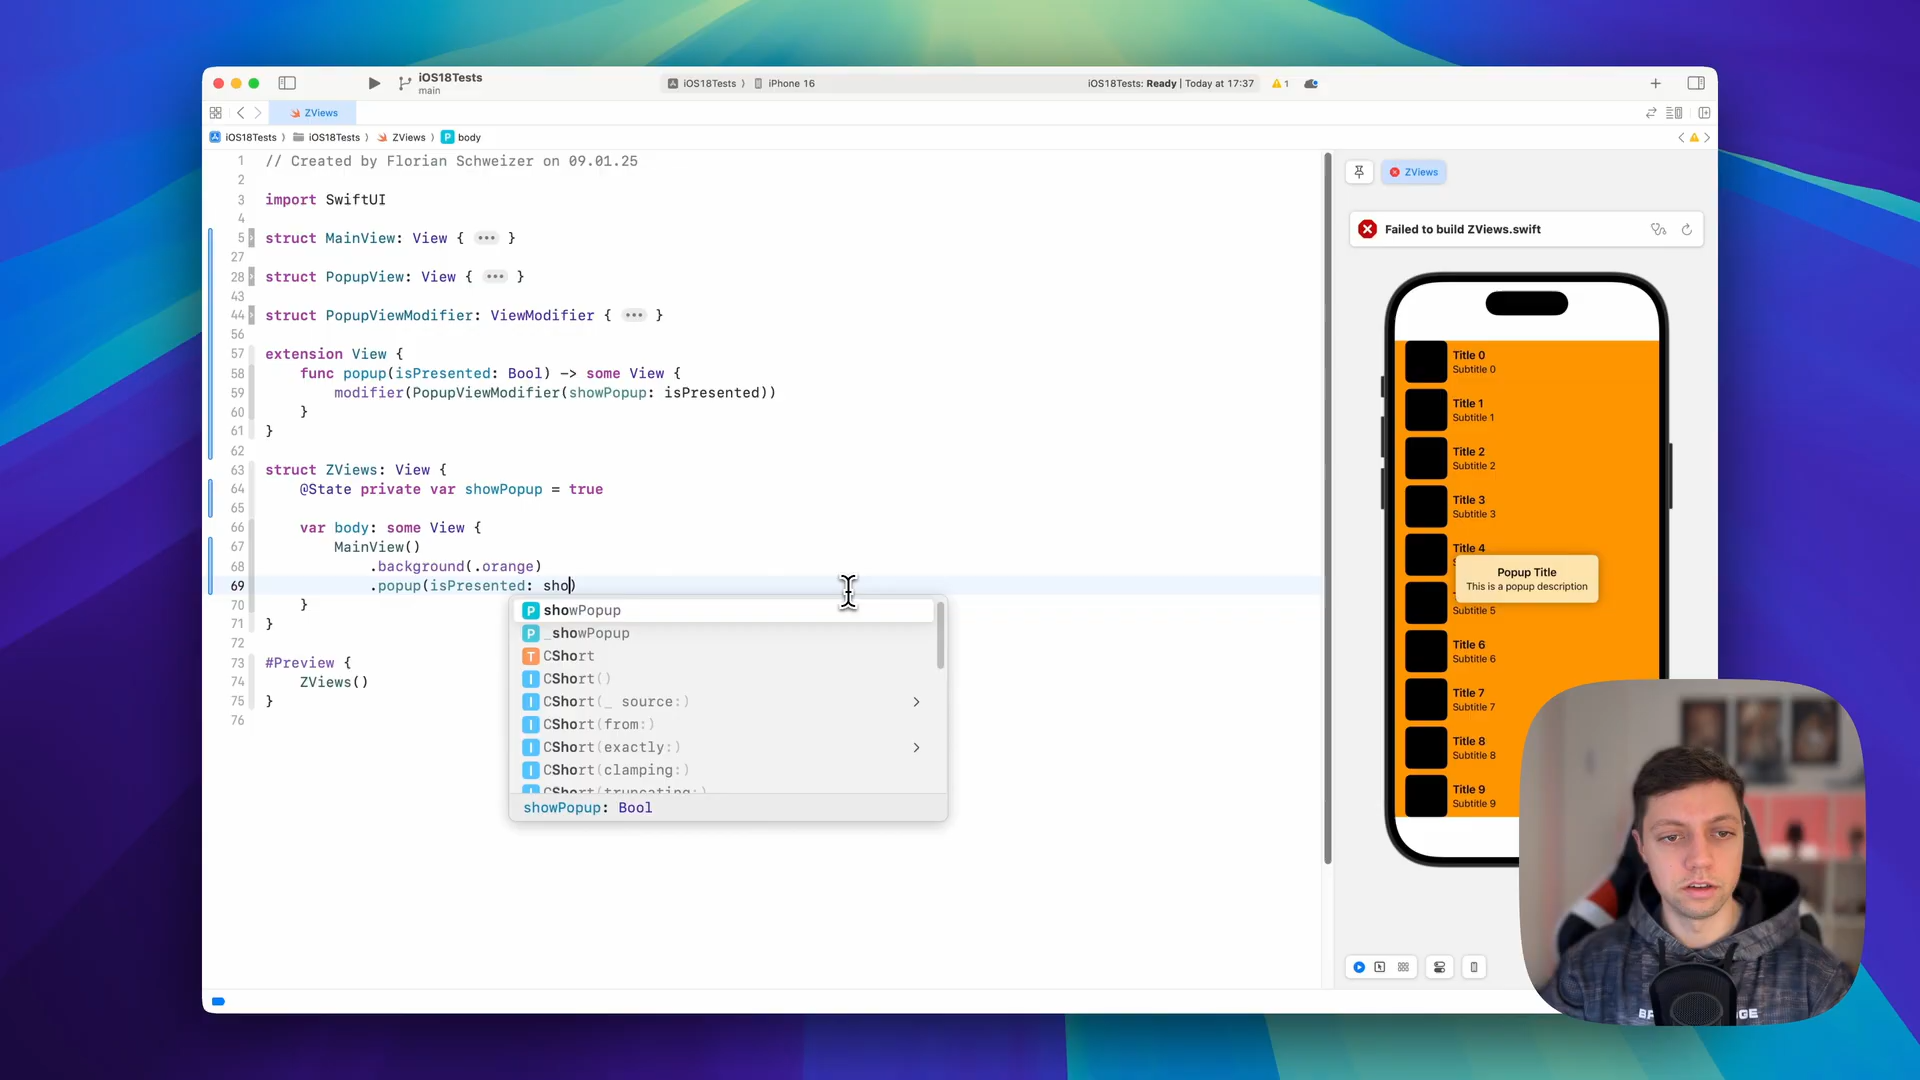 iOS18Tests
main
iOS18Tests 〉 iPhone 16
iOS18Tests: Ready | Today at 17:37
1
ZViews
iOS18Tests 〉 iOS18Tests 〉 ZViews 〉 P body
1 // Created by Florian Schweizer on 09.01.25
2
3 import SwiftUI
4
5 struct MainView: View { ••• }
27
28 struct PopupView: View { ••• }
43
44 struct PopupViewModifier: ViewModifier { ••• }
56
57 extension View {
58 func popup(isPresented: Bool) -> some View {
59 modifier(PopupViewModifier(showPopup: isPresented))
60 }
61 }
62
63 struct ZViews: View {
64 @State private var showPopup = true
65
66 var body: some View {
67 MainView()
68 .background(.orange)
69 .popup(isPresented: sho)
70 }
71 }
72
73 #Preview {
74 ZViews()
75 }
76
P showPopup
P _showPopup
T CShort
I CShort()
I CShort(_ source:)
I CShort(from:)
I CShort(exactly:)
I CShort(clamping:)
I CShort(truncating:)
showPopup: Bool
ZViews
Failed to build ZViews.swift
Title 0
Subtitle 0
Title 1
Subtitle 1
Title 2
Subtitle 2
Title 3
Subtitle 3
Title 4
Popup Title
This is a popup description
Subtitle 5
Title 6
Subtitle 6
Title 7
Subtitle 7
Title 8
Subtitle 8
Title 9
Subtitle 9